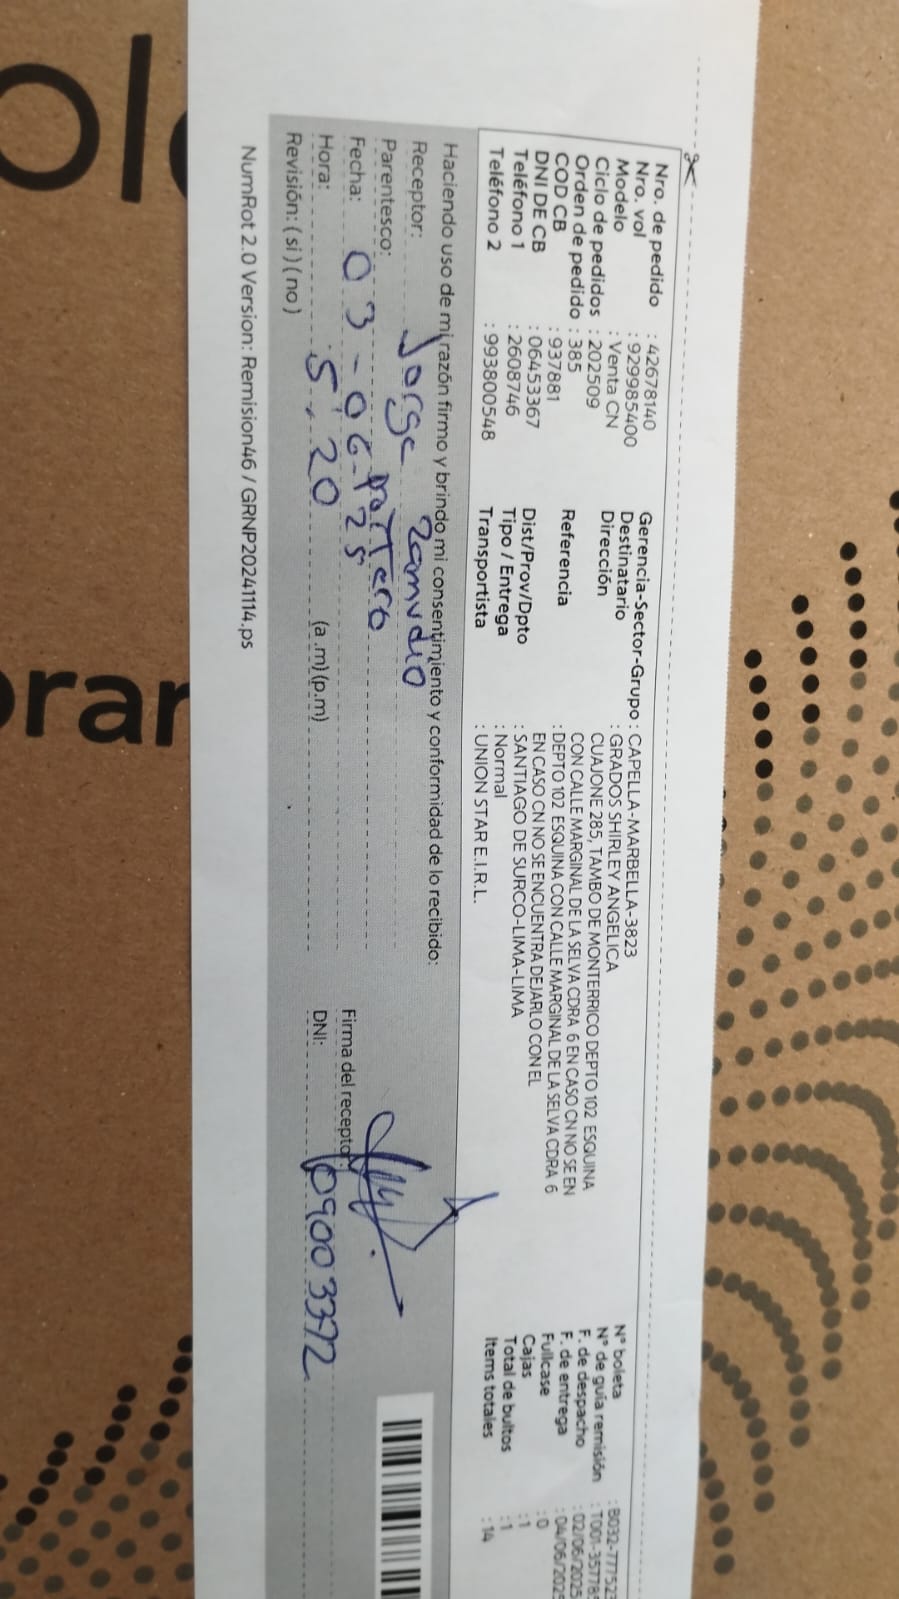 Nro. de pedido : 42678140
Nro. vol : 929985400
Modelo : Venta CN
Ciclo de pedidos : 202509
Orden de pedido : 385
COD CB : 937881
DNI DE CB : 06453367
Teléfono 1 : 2608746
Teléfono 2 : 993800548
Gerencia-Sector-Grupo : CAPELLA-MARBELLA-3823
Destinatario : GRADOS SHIRLEY ANGELICA
Dirección CUAJONE 285, TAMBO DE MONTERRICO DEPTO 102 ESQUINA
CON CALLE MARGINAL DE LA SELVA CDRA 6 EN CASO CN NO SE EN
Referencia : DEPTO 102 ESQUINA CON CALLE MARGINAL DE LA SELVA CDRA 6
EN CASO CN NO SE ENCUENTRA DEJARLO CON EL
Dist/Prov/Dpto : SANTIAGO DE SURCO-LIMA-LIMA
Tipo / Entrega : Normal
Transportista : UNION STAR E.I.R.L.
N° boleta : B032-777523
N° de guía remisión : T001-357785
F. de despacho : 02/06/2025
F. de entrega : 04/06/2025
Fullcase : 0
Cajas : 1
Total de bultos : 1
Items totales : 14
Haciendo uso de mi razón firmo y brindo mi consentimiento y conformidad de lo recibido:
Receptor: Jorge Zamudio
Parentesco: portero
Fecha: 03-06-25
Hora: 5:20 (a .m)(p.m)
Revisión: ( si ) ( no )
Firma del receptor:
DNI: 09003372
NumRot 2.0 Version: Remision46 / GRNP20241114.ps